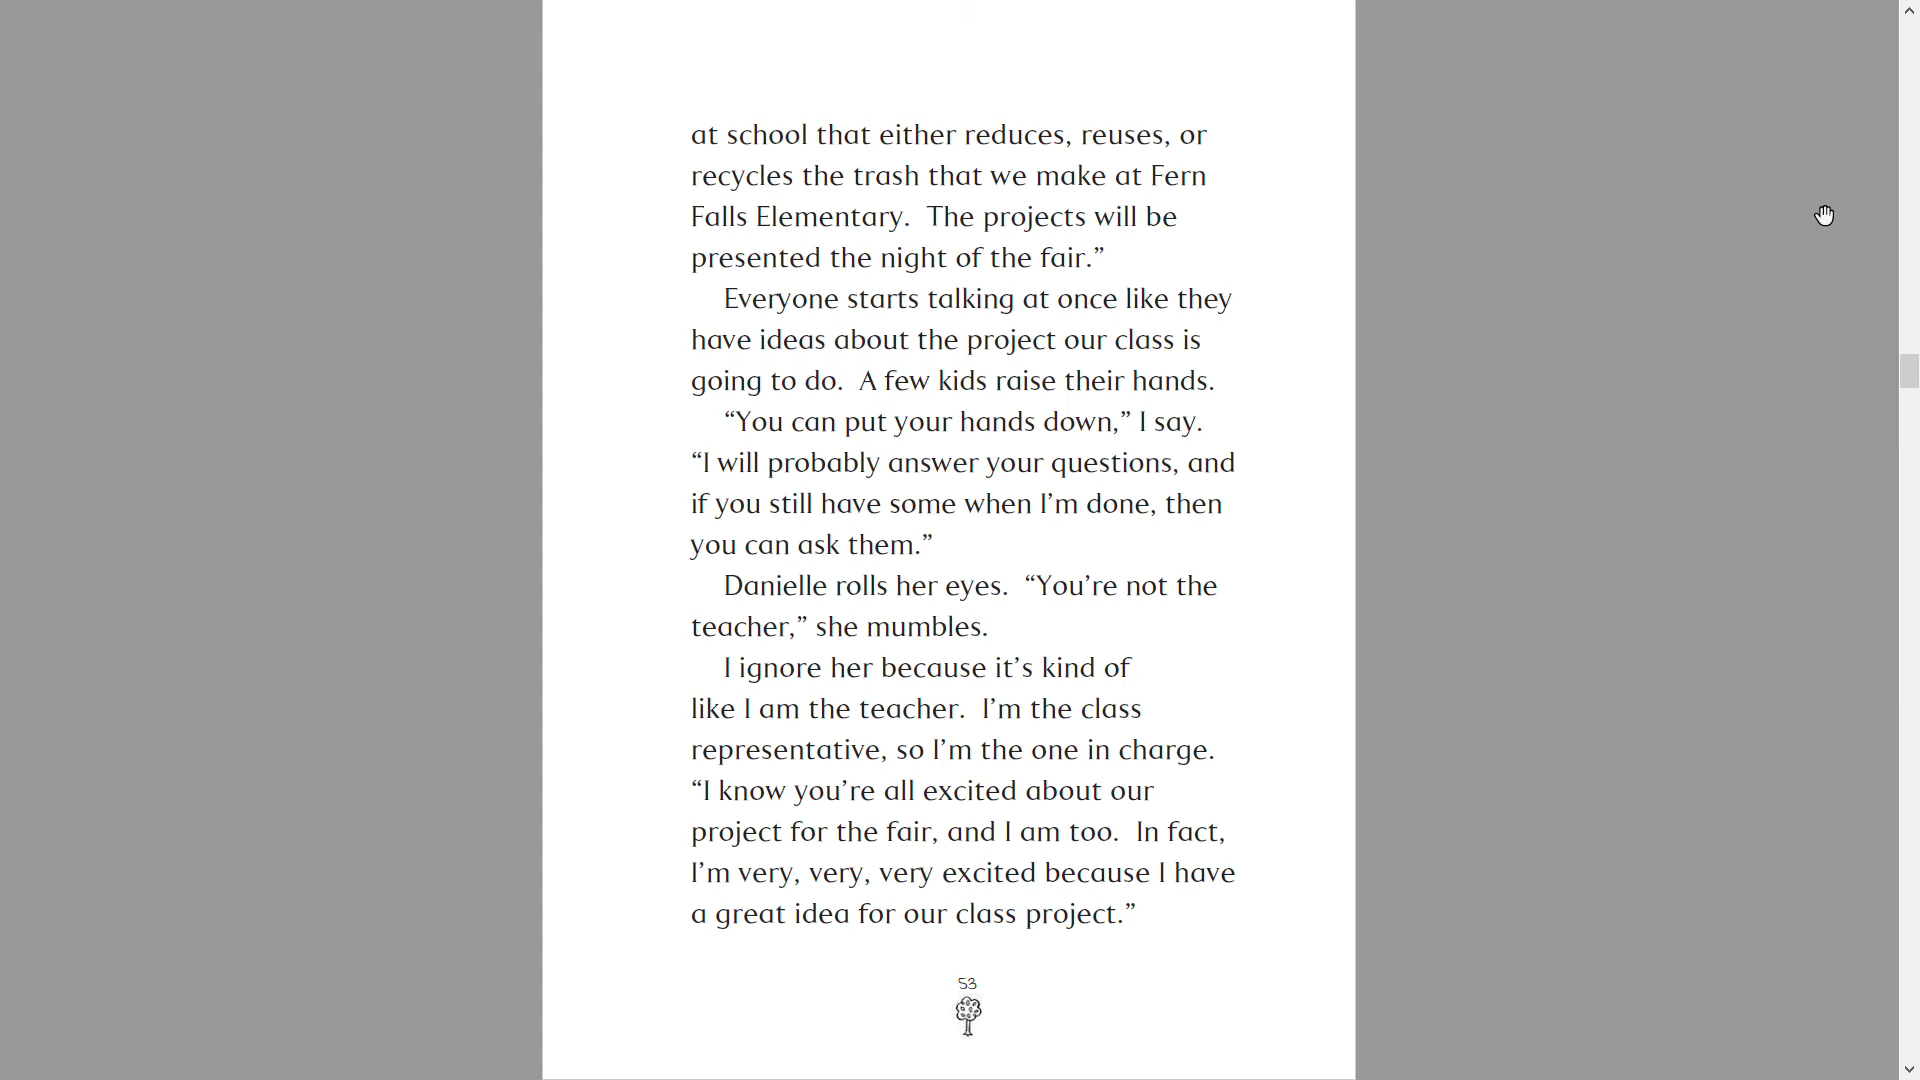 at school that either reduces, reuses, or
recycles the trash that we make at Fern
Falls Elementary.  The projects will be
presented the night of the fair.”
Everyone starts talking at once like they
have ideas about the project our class is
going to do.  A few kids raise their hands.
“You can put your hands down,” I say.
“I will probably answer your questions, and
if you still have some when I’m done, then
you can ask them.”
Danielle rolls her eyes.  “You’re not the
teacher,” she mumbles.
I ignore her because it’s kind of
like I am the teacher.  I’m the class
representative, so I’m the one in charge.
“I know you’re all excited about our
project for the fair, and I am too.  In fact,
I’m very, very, very excited because I have
a great idea for our class project.”
53